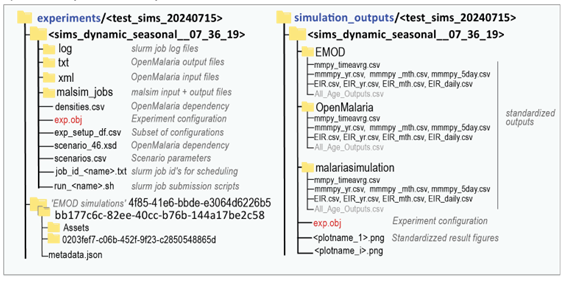 experiments/<test_sims_20240715>
<sims_dynamic_seasonal__07_36_19>
log slurm job log files
txt OpenMalaria output files
xml OpenMalaria input files
malsim_jobs malsim input + output files
densities.csv OpenMalaria dependency
exp.obj Experiment configuration
exp_setup_df.csv Subset of configurations
scenario_46.xsd OpenMalaria dependency
scenarios.csv Scenario parameters
job_id_<name>.txt slurm job id's for scheduling
run_<name>.sh slurm job submission scripts
'EMOD simulations' 4f85-41e6-bbde-e3064d6226b5
bb177c6c-82ee-40cc-b76b-144a17be2c58
Assets
0203fef7-c06b-452f-9f23-c2850548865d
metadata.json
simulation_outputs/<test_sims_20240715>
<sims_dynamic_seasonal__07_36_19>
EMOD
mmpy_timeavg.csv
mmmpy_yr.csv, mmmpy _mth.csv, mmmpy_5day.csv
EIR.csv, EIR_yr.csv, EIR_mth.csv, EIR_daily.csv
All_Age_Outputs.csv
OpenMalaria
mmpy_timeavg.csv
mmmpy_yr.csv, mmmpy _mth.csv, mmmpy_5day.csv
EIR.csv, EIR_yr.csv, EIR_mth.csv, EIR_daily.csv
All_Age_Outputs.csv
malariasimulation
mmpy_timeavg.csv
mmmpy_yr.csv, mmmpy _mth.csv, mmmpy_5day.csv
EIR.csv, EIR_yr.csv, EIR_mth.csv, EIR_daily.csv
All_Age_Outputs.csv
standardized
outputs
exp.obj Experiment configuration
<plotname_1>.png Standardizzed result figures
<plotname_i>.png